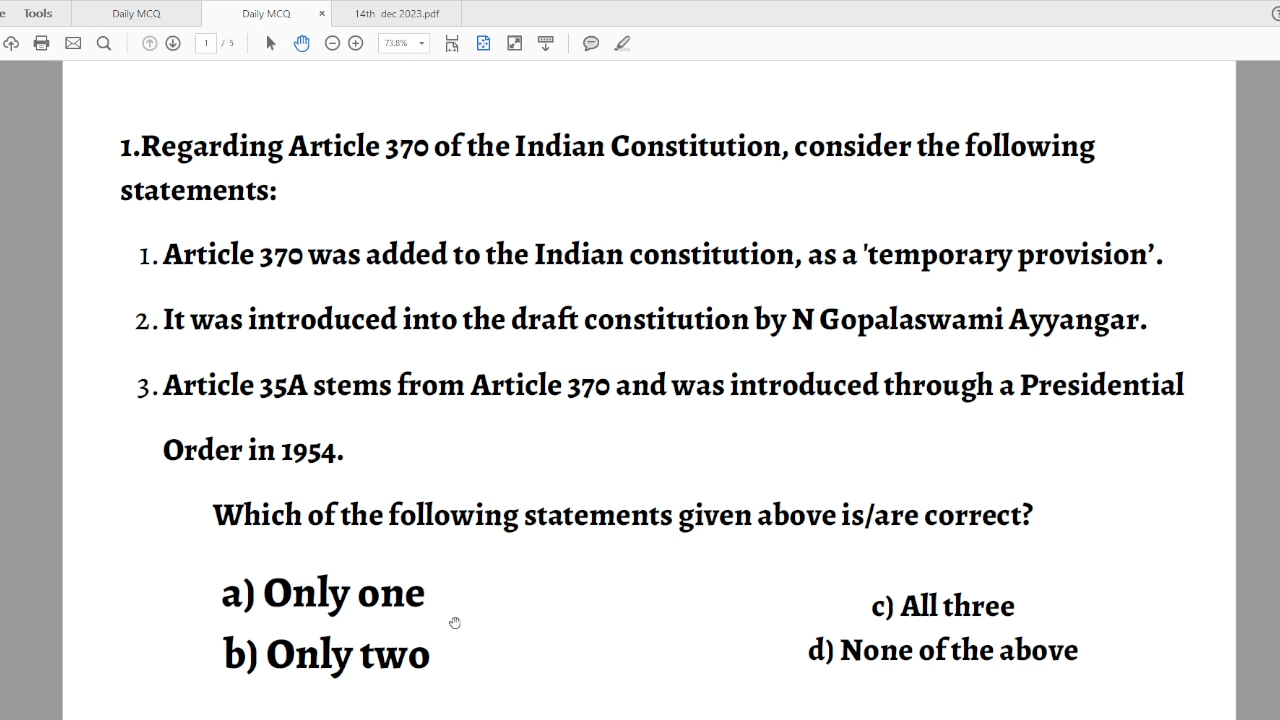 Tools Daily MCQ Daily MCQ × 14th dec 2023.pdf
1 / 5 73.8%
1.Regarding Article 370 of the Indian Constitution, consider the following
statements:
1. Article 370 was added to the Indian constitution, as a 'temporary provision’.
2. It was introduced into the draft constitution by N Gopalaswami Ayyangar.
3. Article 35A stems from Article 370 and was introduced through a Presidential
Order in 1954.
Which of the following statements given above is/are correct?
a) Only one
c) All three
b) Only two
d) None of the above